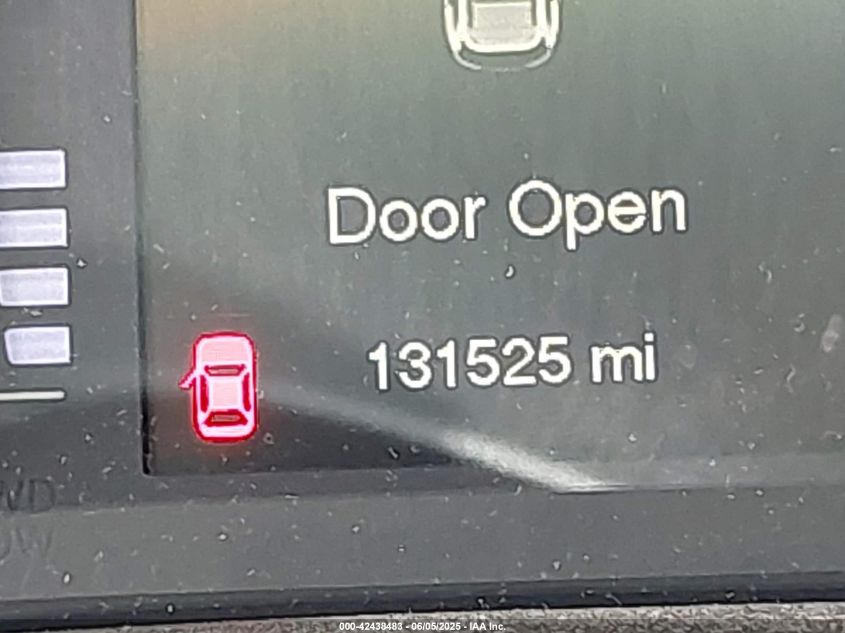 Door Open
131525 mi
000-42438483 - 06/05/2025 - IAA Inc.